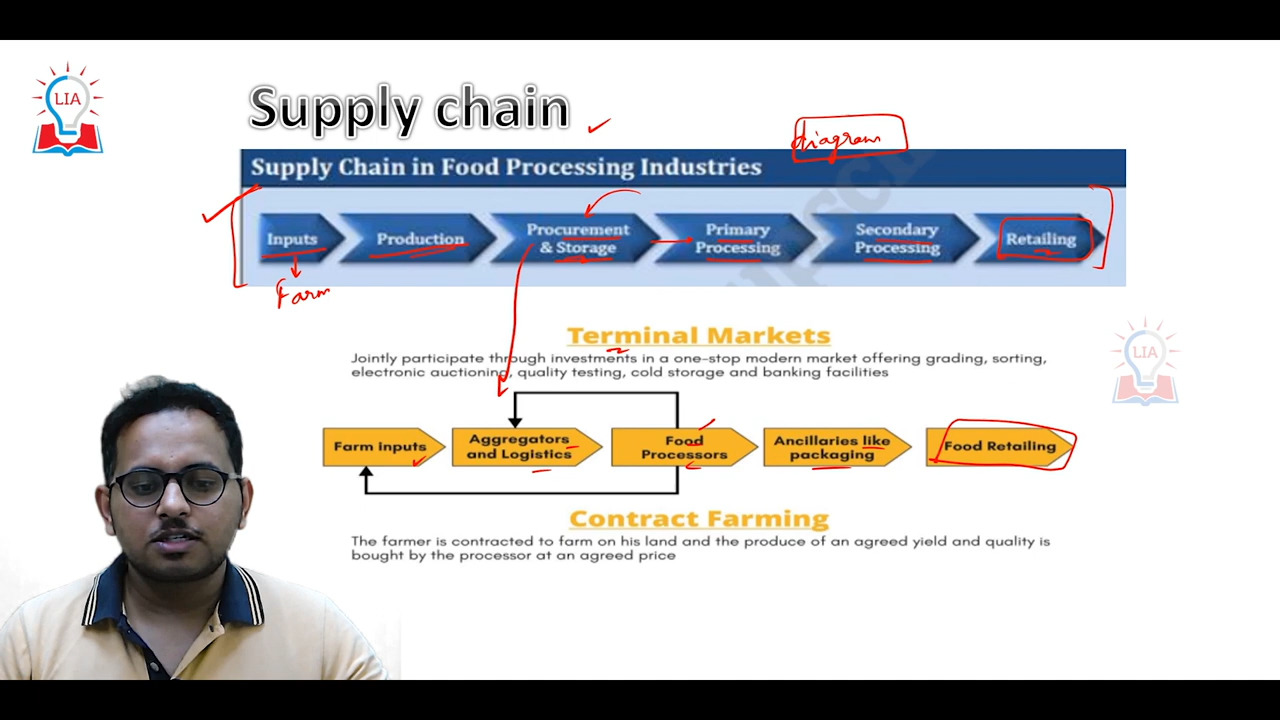 LIA
Supply chain
diagram
Supply Chain in Food Processing Industries
Inputs
Production
Procurement
& Storage
Primary
Processing
Secondary
Processing
Retailing
Farm
Terminal Markets
Jointly participate through investments in a one-stop modern market offering grading, sorting,
electronic auctioning, quality testing, cold storage and banking facilities
LIA
Farm inputs
Aggregators
and Logistics
Food
Processors
Ancillaries like
packaging
Food Retailing
Contract Farming
The farmer is contracted to farm on his land and the produce of an agreed yield and quality is
bought by the processor at an agreed price